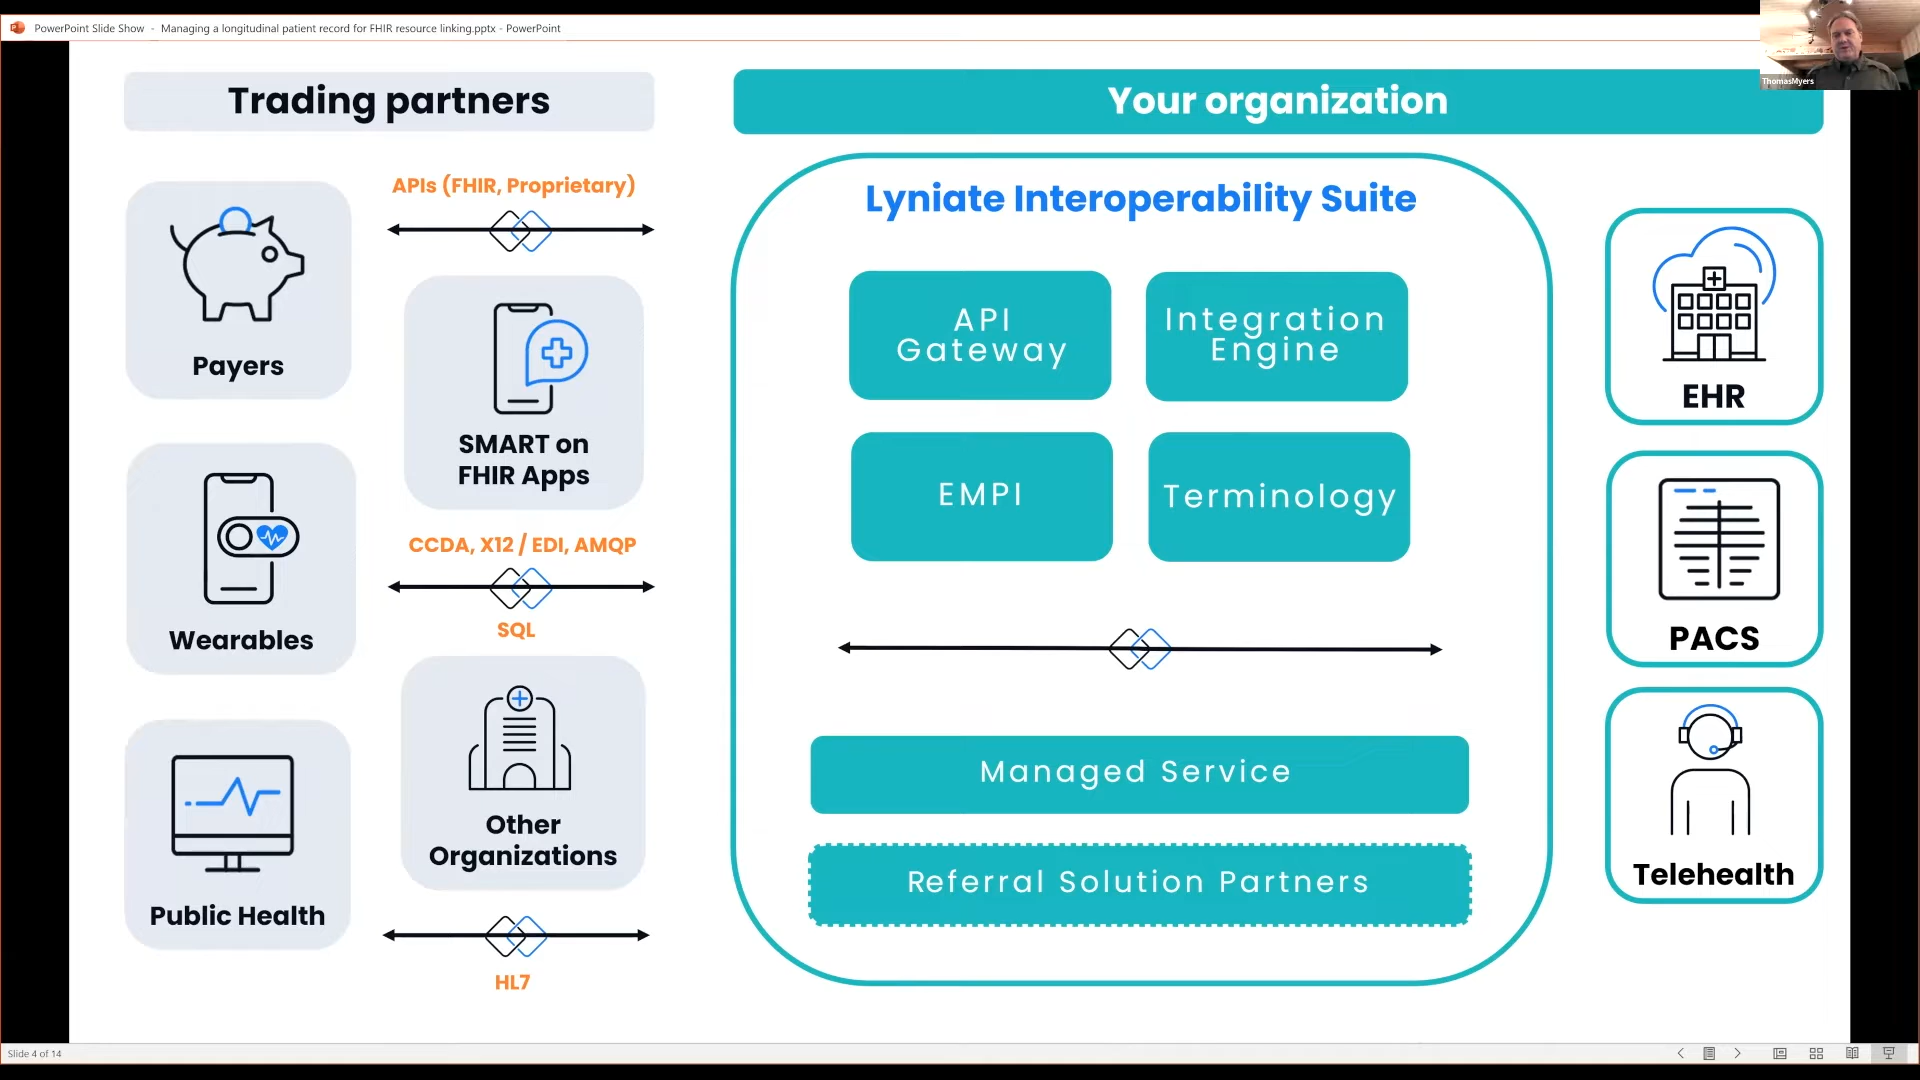 PowerPoint Slide Show - Managing a longitudinal patient record for FHIR resource linking.pptx - PowerPoint
ThomasMyers
Trading partners
Your organization
APIs (FHIR, Proprietary)
Payers
SMART on
FHIR Apps
CCDA, X12 / EDI, AMQP
SQL
Wearables
Other
Organizations
Public Health
HL7
Lyniate Interoperability Suite
API
Gateway
Integration
Engine
EMPI
Terminology
Managed Service
Referral Solution Partners
EHR
PACS
Telehealth
Slide 4 of 14